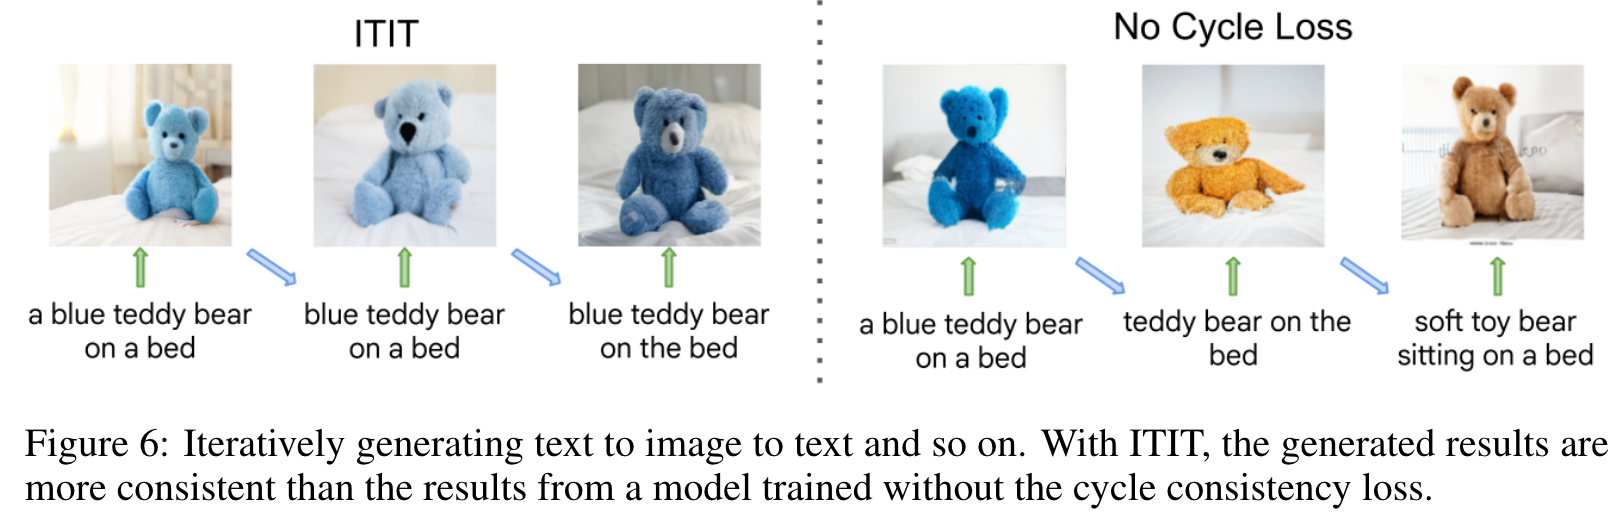 ITIT
No Cycle Loss
a blue teddy bear
on a bed
blue teddy bear
on a bed
blue teddy bear
on the bed
a blue teddy bear
on a bed
teddy bear on the
bed
soft toy bear
sitting on a bed
Figure 6: Iteratively generating text to image to text and so on. With ITIT, the generated results are
more consistent than the results from a model trained without the cycle consistency loss.